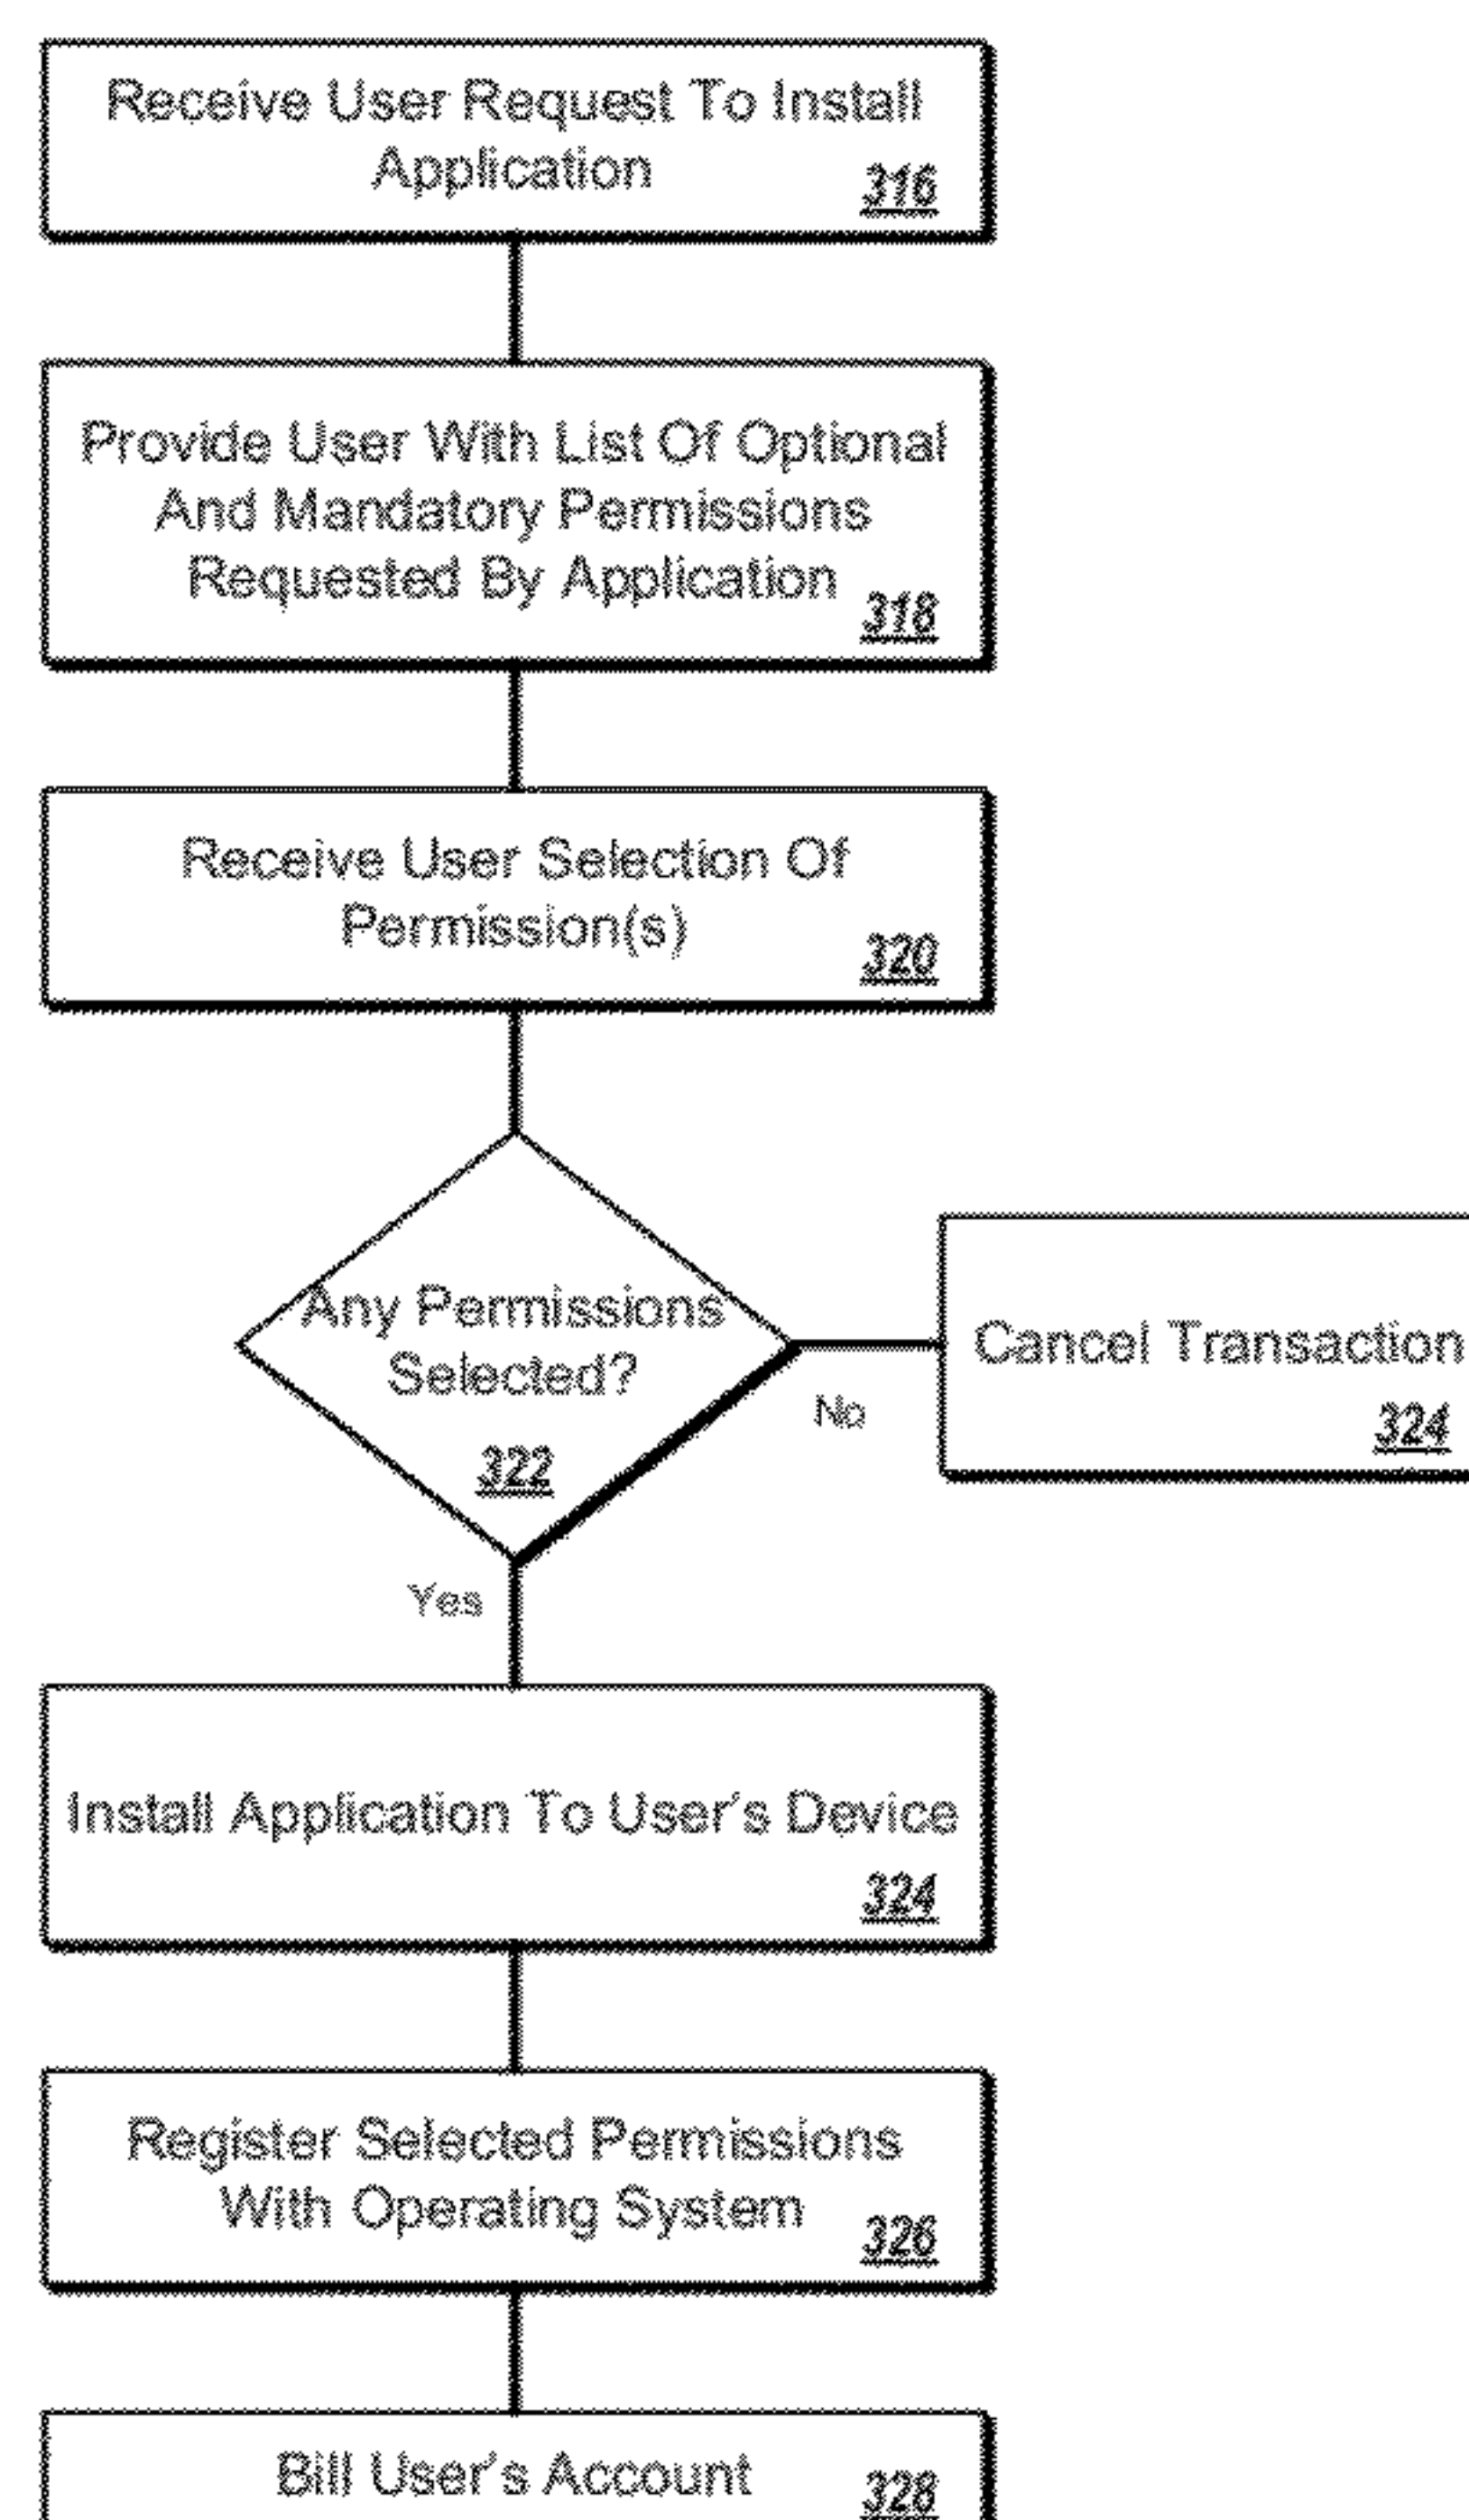 Receive User Request To Install
Application
316
Provide User With List Of Optional
And Mandatory Permissions
Requested By Application
318
Receive User Selection Of
Permission(s)
320
Any Permissions
Selected?
322
No
Cancel Transaction
324
Yes
Install Application To User's Device
324
Register Selected Permissions
With Operating System
326
Bill User's Account
328